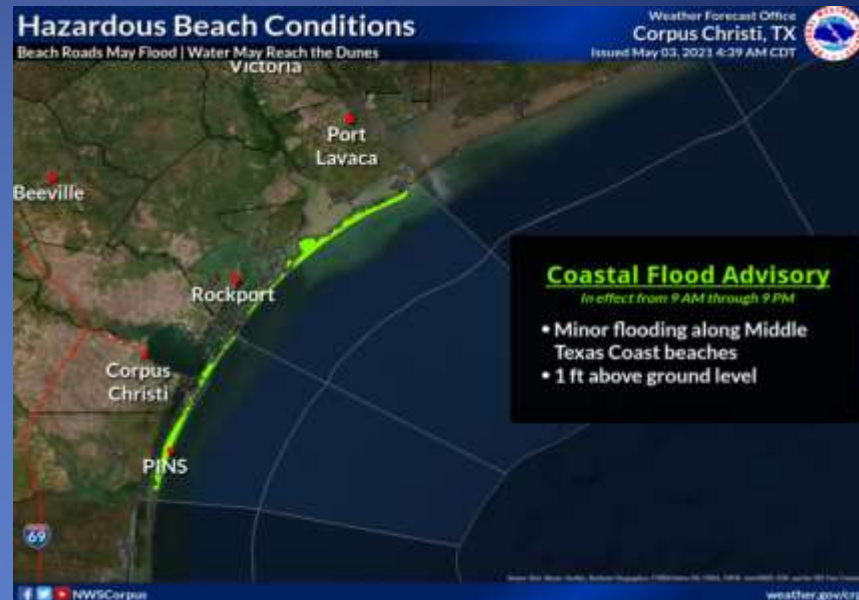 Hazardous Beach Conditions
Beach Roads May Flood | Water May Reach the Dunes
Weather Forecast Office
Corpus Christi, TX
Issued May 03, 2021 4:39 AM CDT
Victoria
Port
Lavaca
Beeville
Rockport
Corpus
Christi
PINS
69
Coastal Flood Advisory
In effect from 9 AM through 9 PM
• Minor flooding along Middle
Texas Coast beaches
• 1 ft above ground level
NWSCorpus
weather.gov/crp